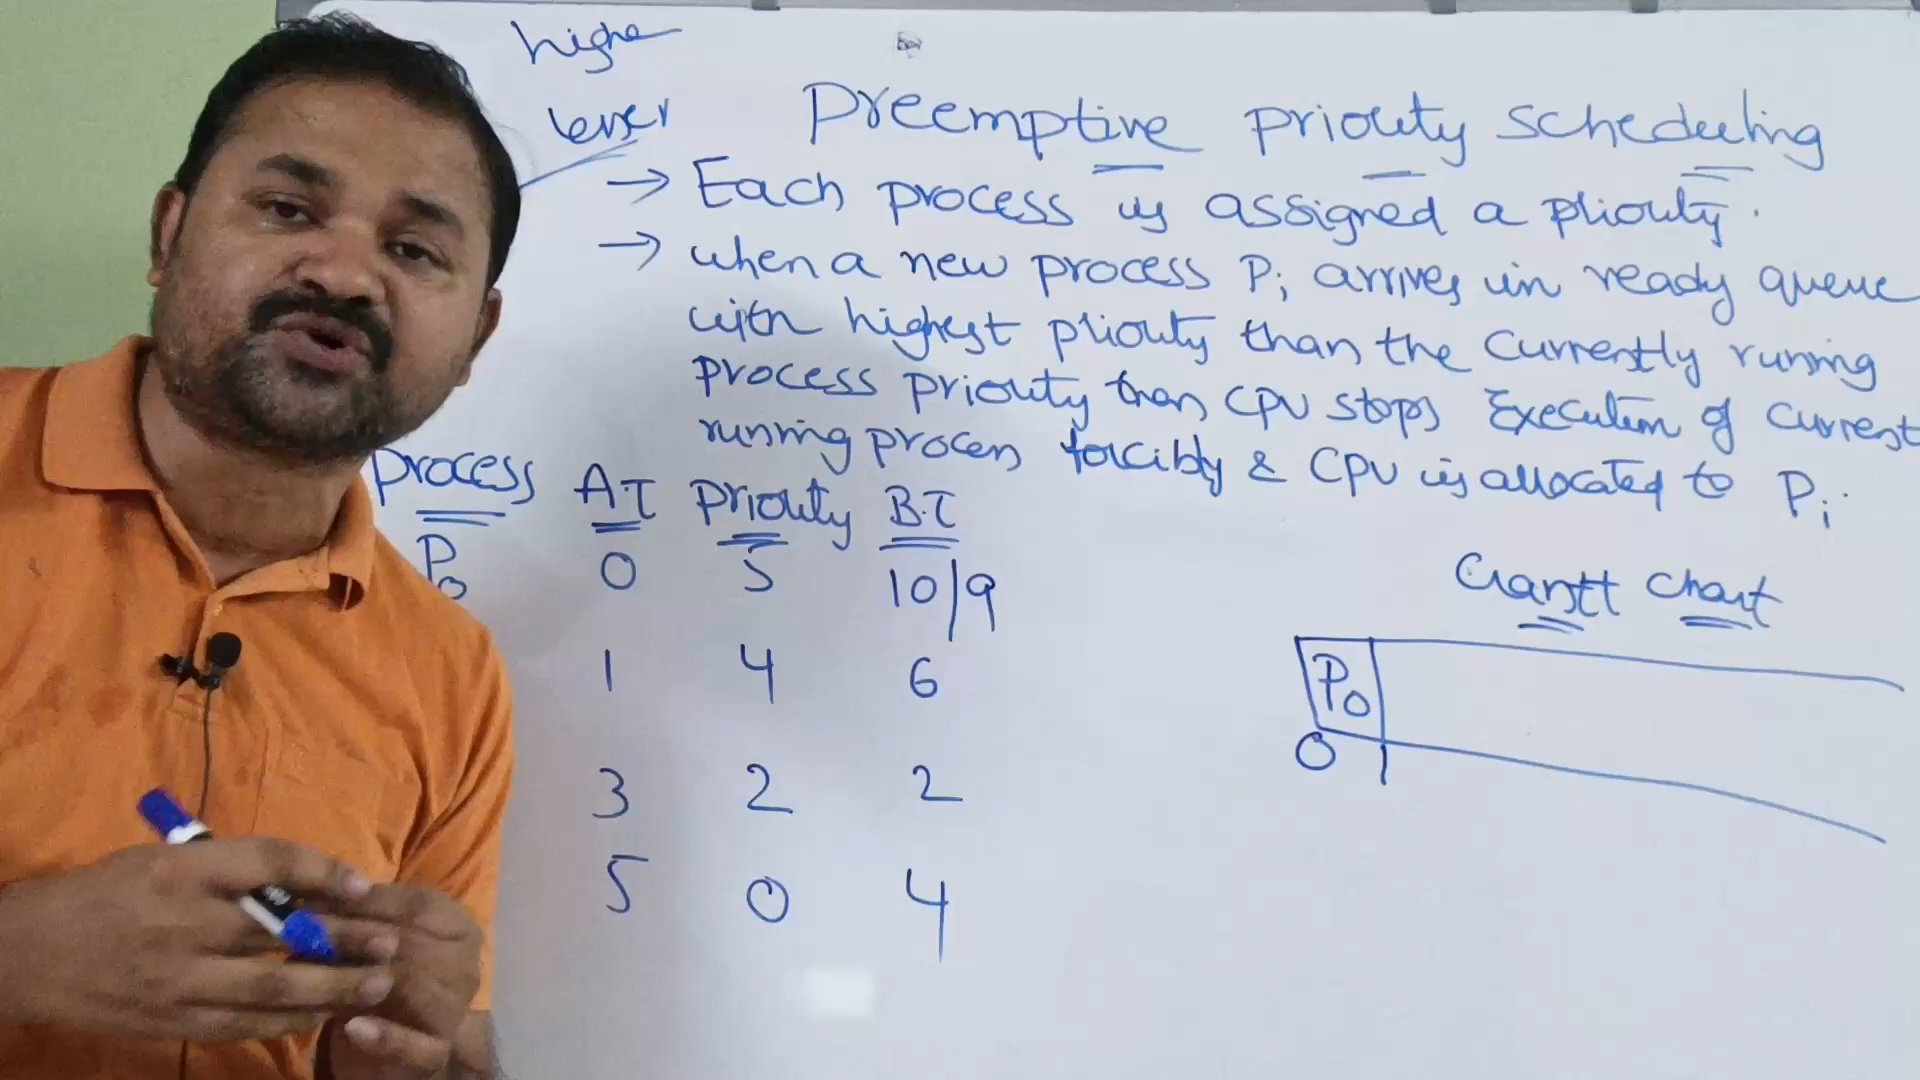 higher
lesser
Preemptive priority scheduling
→ Each process is assigned a priority.
→ when a new process Pi arrives in ready queue
with highest priority than the currently running
process priority then CPU stops Execution of current
running process forcibly & CPU is allocated to Pi.
Process A.T Priority B.T
P0 0 5 10/9
1 4 6
3 2 2
5 0 4
Gantt Chart
P0
0 1